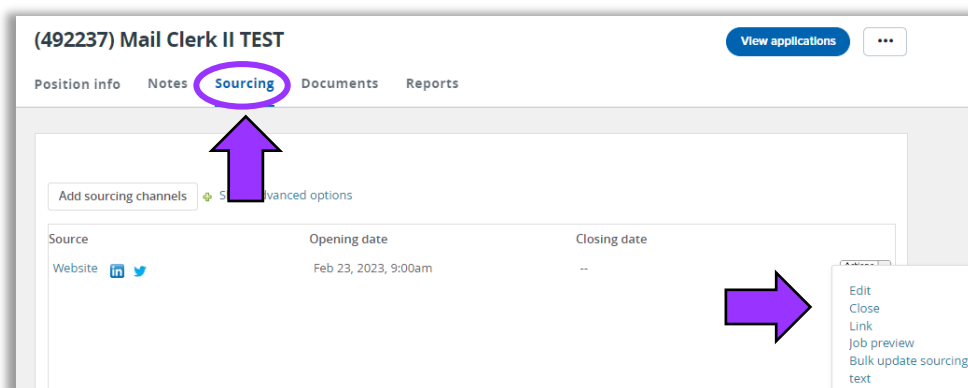 (492237) Mail Clerk II TEST
View applications
...
Position info Notes Sourcing Documents Reports
Add sourcing channels options
Source Opening date Closing date
Website in Feb 23, 2023, 9:00am --
Edit
Close
Link
Job preview
Bulk update sourcing
text